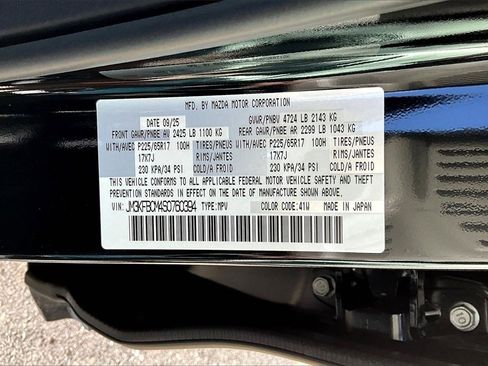 MFD. BY MAZDA MOTOR CORPORATION
DATE 09/25 GVWR/PNBV 4724 LB 2143 KG
FRONT GAWR/PNBE AV 2425 LB 1100 KG REAR GAWR/PNBE AR 2299 LB 1043 KG
WITH/AVEC P225/65R17 100H TIRES/PNEUS WITH/AVEC P225/65R17 100H TIRES/PNEUS
17X7J RIMS/JANTES 17X7J RIMS/JANTES
230 KPA/34 PSI COLD/A FROID 230 KPA/34 PSI COLD/A FROID
THIS VEHICLE CONFORMS TO ALL APPLICABLE FEDERAL MOTOR VEHICLE SAFETY, BUMPER, AND THEFT
PREVENTION STANDARDS IN EFFECT ON THE DATE OF MANUFACTURE SHOWN ABOVE.
VIN: JM3KFBCM4S0760394 TYPE: MPV COLOR CODE: 41W MADE IN JAPAN